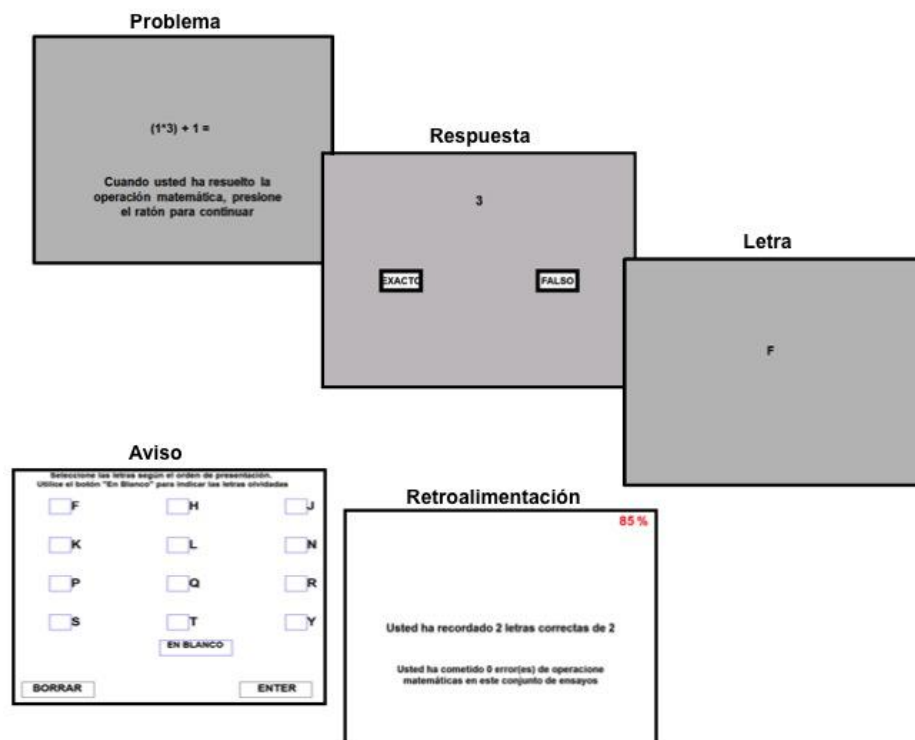 Problema
(1*3) + 1 =
Cuando usted ha resuelto la
operación matemática, presione
el ratón para continuar
Respuesta
3
EXACTO
FALSO
Letra
F
Aviso
Seleccione las letras según el orden de presentación.
Utilice el botón "En Blanco" para indicar las letras olvidadas
F H J
K L N
P Q R
S T Y
EN BLANCO
BORRAR ENTER
Retroalimentación
85 %
Usted ha recordado 2 letras correctas de 2
Usted ha cometido 0 error(es) de operacione
matemáticas en este conjunto de ensayos